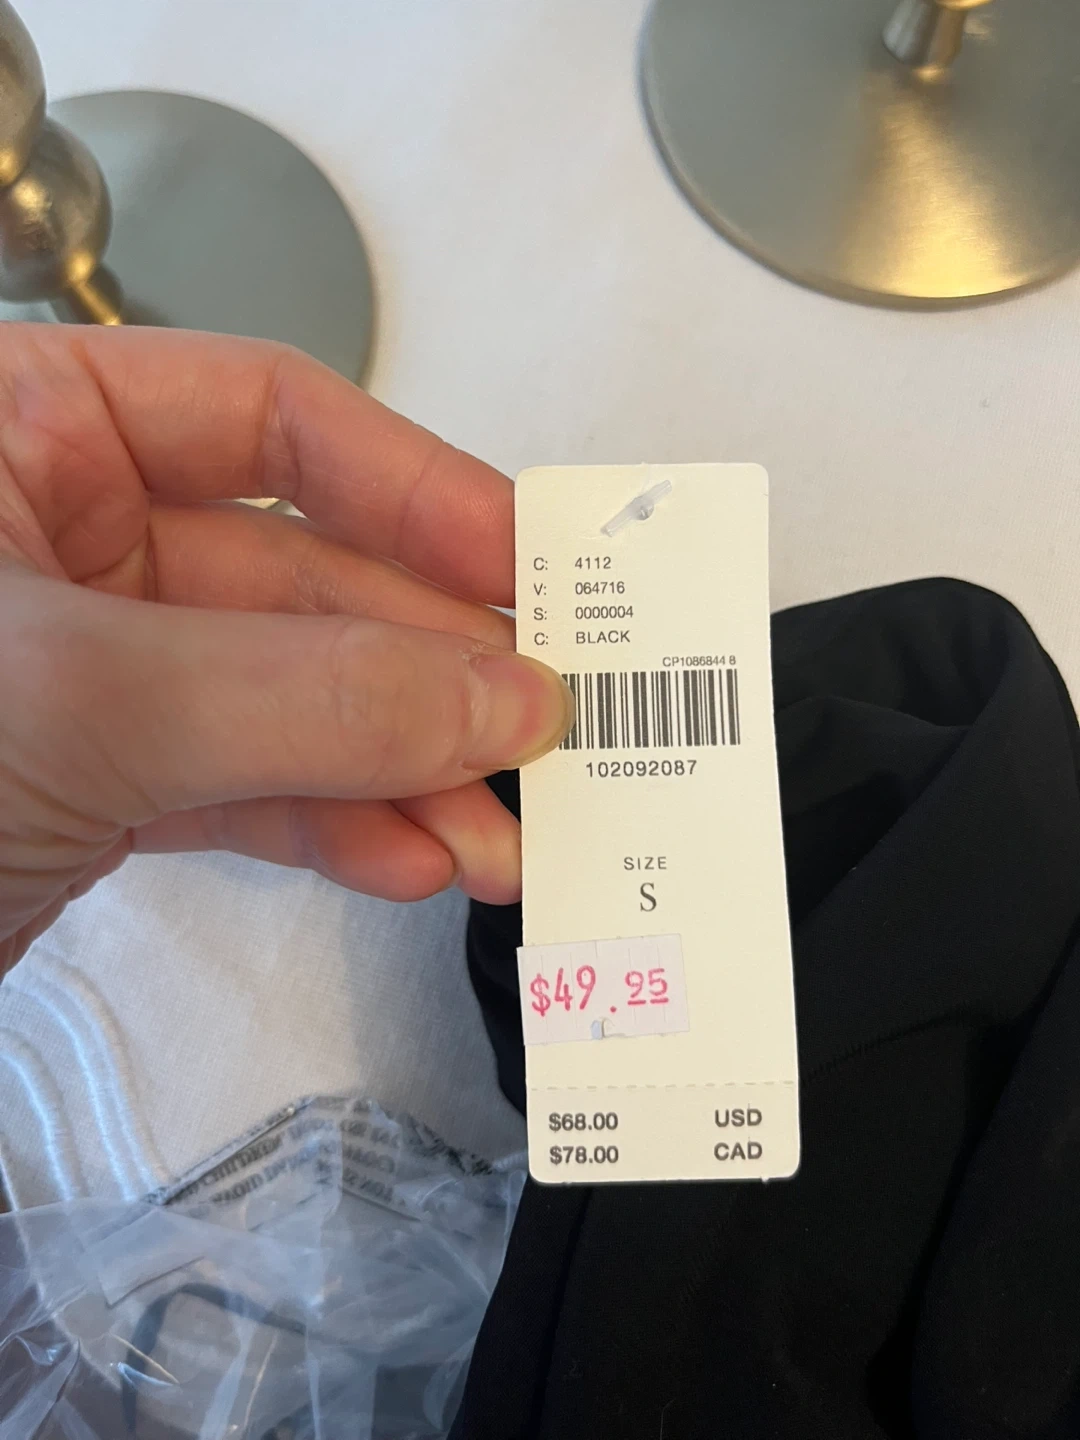 C: 4112
V: 064716
S: 0000004
C: BLACK
CP1086844 8
102092087
SIZE
S
$49.95
$68.00 USD
$78.00 CAD